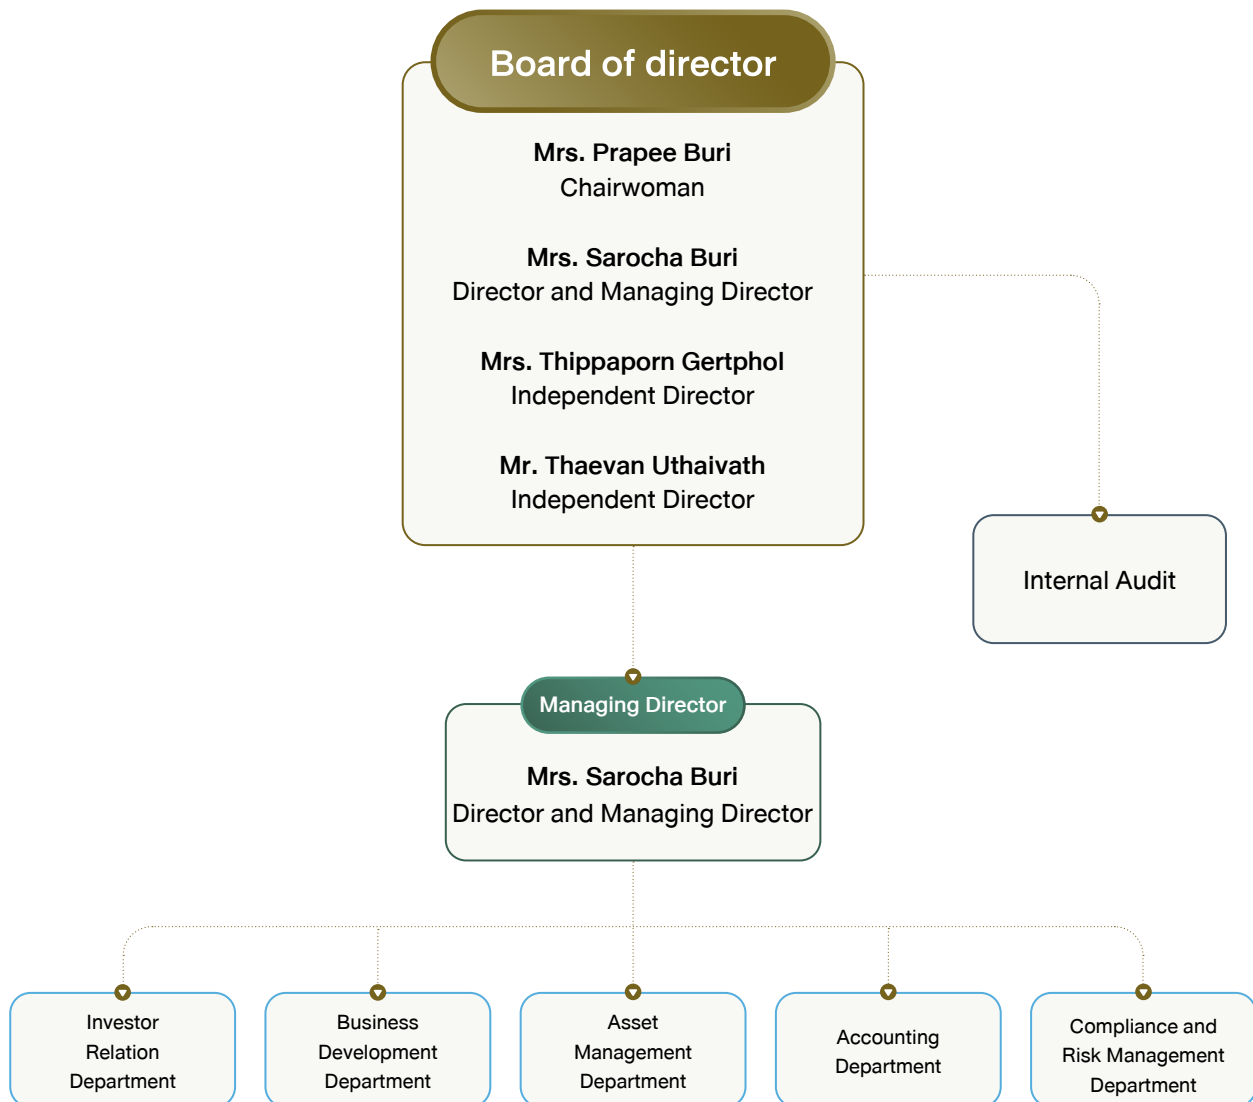 Board of director
Mrs. Prapee Buri
Chairwoman
Mrs. Sarocha Buri
Director and Managing Director
Mrs. Thippaporn Gertphol
Independent Director
Mr. Thaevan Uthaivath
Independent Director
Internal Audit
Managing Director
Mrs. Sarocha Buri
Director and Managing Director
Investor
Relation
Department
Business
Development
Department
Asset
Management
Department
Accounting
Department
Compliance and
Risk Management
Department